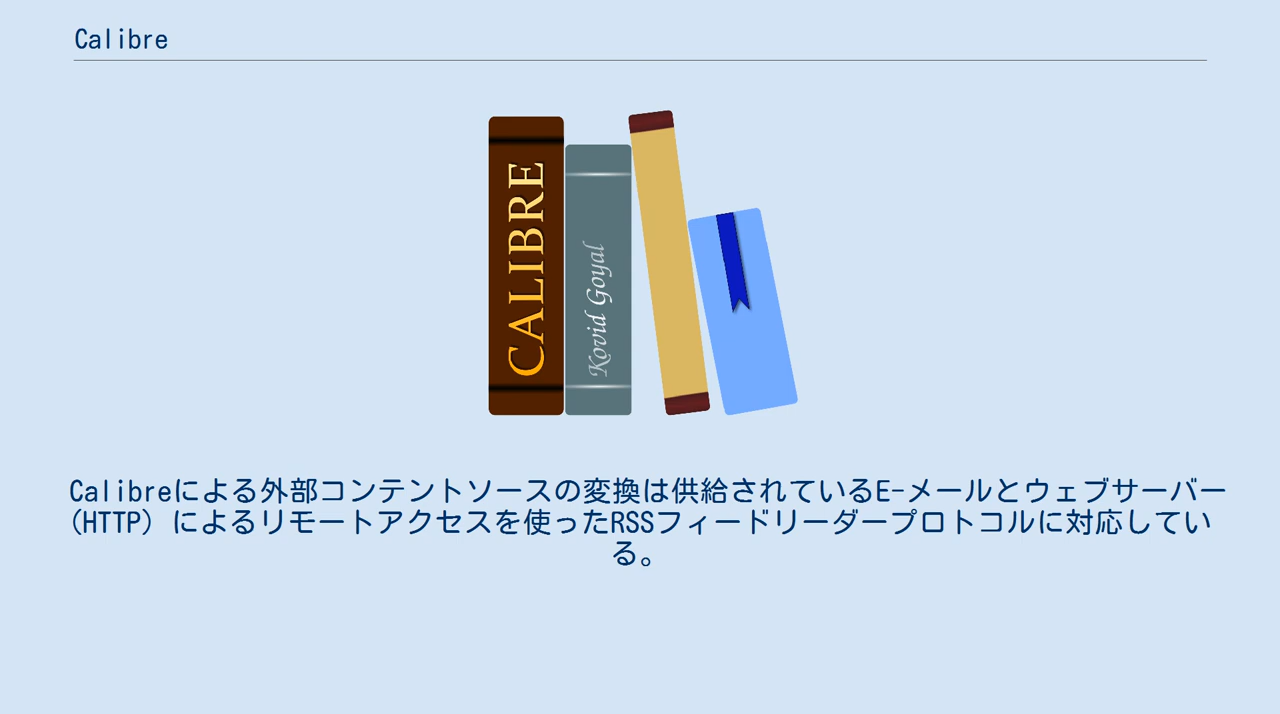 Calibre
CALIBRE
Kovid Goyal
Calibreによる外部コンテントソースの変換は供給されているE-メールとウェブサーバー
(HTTP) によるリモートアクセスを使ったRSSフィードリーダープロトコルに対応してい
る。